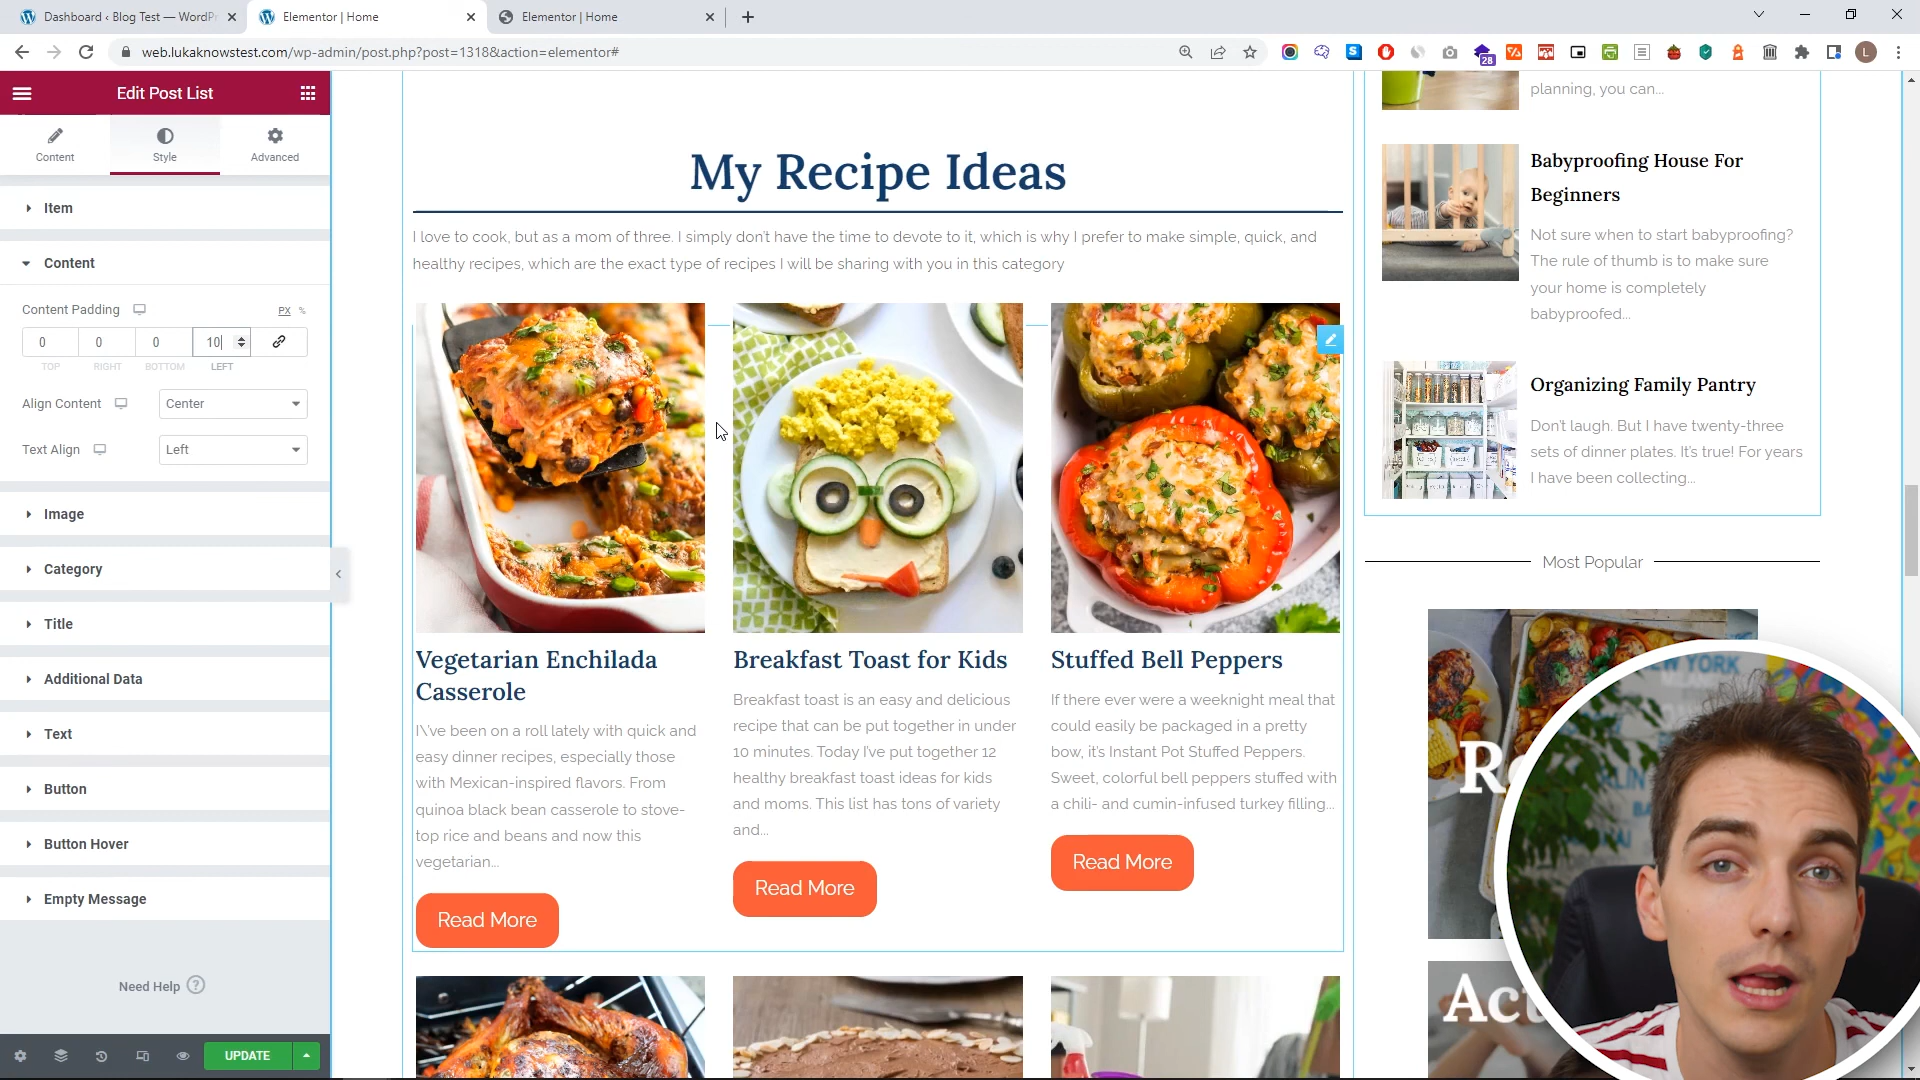 Dashboard ‹ Blog Test — WordPr
Elementor | Home
Elementor | Home
web.lukaknowstest.com/wp-admin/post.php?post=1318&action=elementor#
28
L
Edit Post List
Content
Style
Advanced
Item
Content
Content Padding
PX %
0 0 0 10
TOP RIGHT BOTTOM LEFT
Align Content
Center
Text Align
Left
Image
Category
Title
Additional Data
Text
Button
Button Hover
Empty Message
Need Help ?
UPDATE
My Recipe Ideas
I love to cook, but as a mom of three. I simply don't have the time to devote to it, which is why I prefer to make simple, quick, and
healthy recipes, which are the exact type of recipes I will be sharing with you in this category
Vegetarian Enchilada
Casserole
I\'ve been on a roll lately with quick and
easy dinner recipes, especially those
with Mexican-inspired flavors. From
quinoa black bean casserole to stove-
top rice and beans and now this
vegetarian...
Read More
Breakfast Toast for Kids
Breakfast toast is an easy and delicious
recipe that can be put together in under
10 minutes. Today I've put together 12
healthy breakfast toast ideas for kids
and moms. This list has tons of variety
and...
Read More
Stuffed Bell Peppers
If there ever were a weeknight meal that
could easily be packaged in a pretty
bow, it's Instant Pot Stuffed Peppers.
Sweet, colorful bell peppers stuffed with
a chili- and cumin-infused turkey filling...
Read More
planning, you can...
Babyproofing House For
Beginners
Not sure when to start babyproofing?
The rule of thumb is to make sure
your home is completely
babyproofed...
Organizing Family Pantry
Don't laugh. But I have twenty-three
sets of dinner plates. It's true! For years
I have been collecting...
Most Popular
NEW YORK
Re
Act